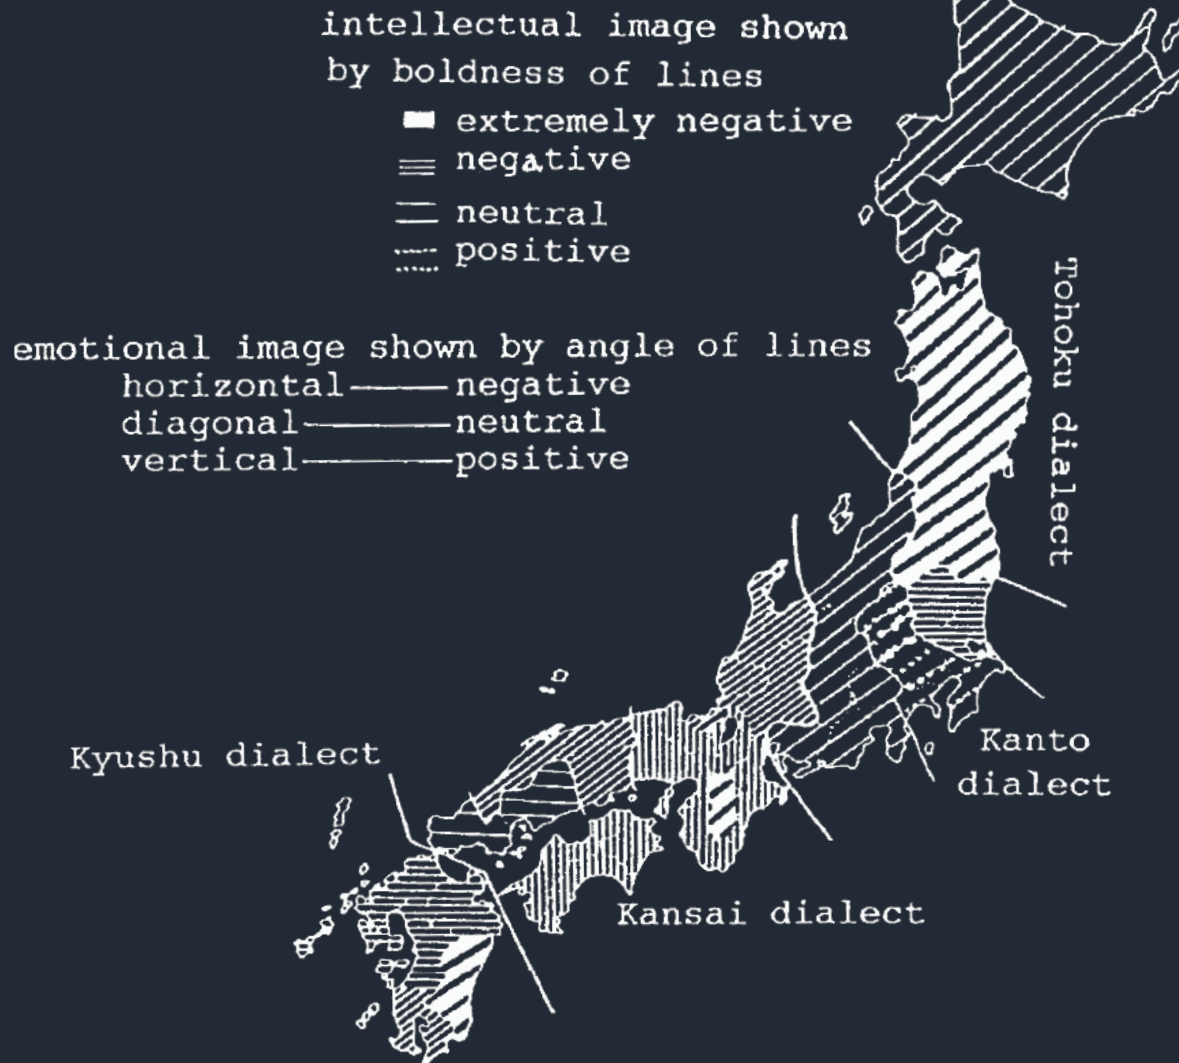 intellectual image shown
by boldness of lines
extremely negative
negative
neutral
positive
emotional image shown by angle of lines
horizontal negative
diagonal neutral
vertical positive
Tohoku dialect
Kanto
dialect
Kyushu dialect
Kansai dialect